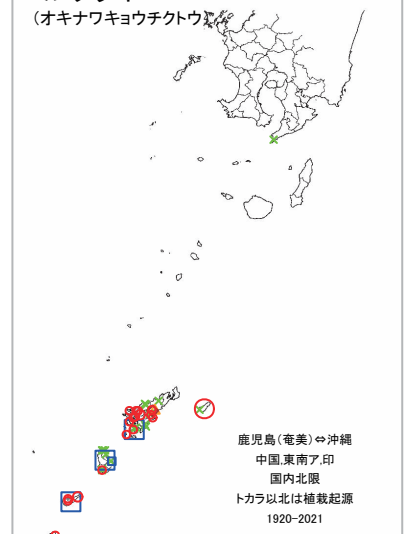 (オキナワキョウチクトウ)
鹿児島(奄美)⇔沖縄
中国,東南ア,印
国内北限
トカラ以北は植栽起源
1920-2021